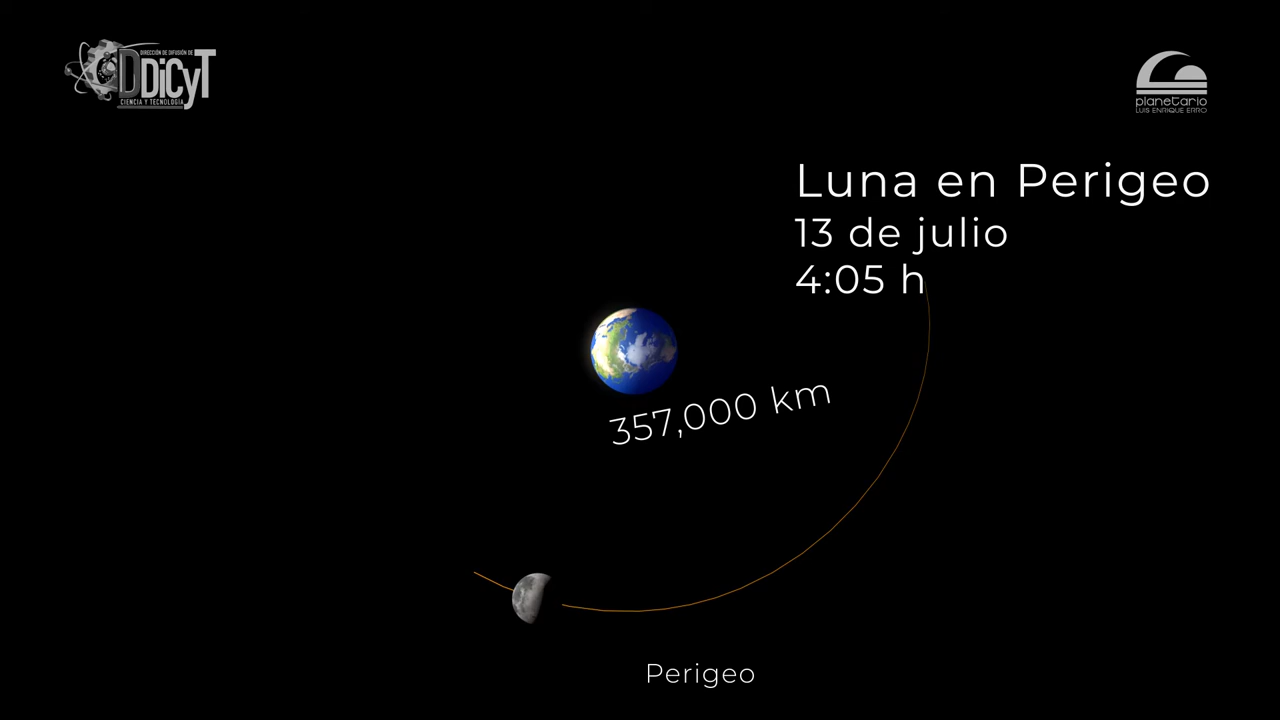 DIRECCIÓN DE DIFUSIÓN DE
DDiCyT
CIENCIA Y TECNOLOGÍA
planetario
LUIS ENRIQUE ERRO
Luna en Perigeo
13 de julio
4:05 h
357,000 km
Perigeo